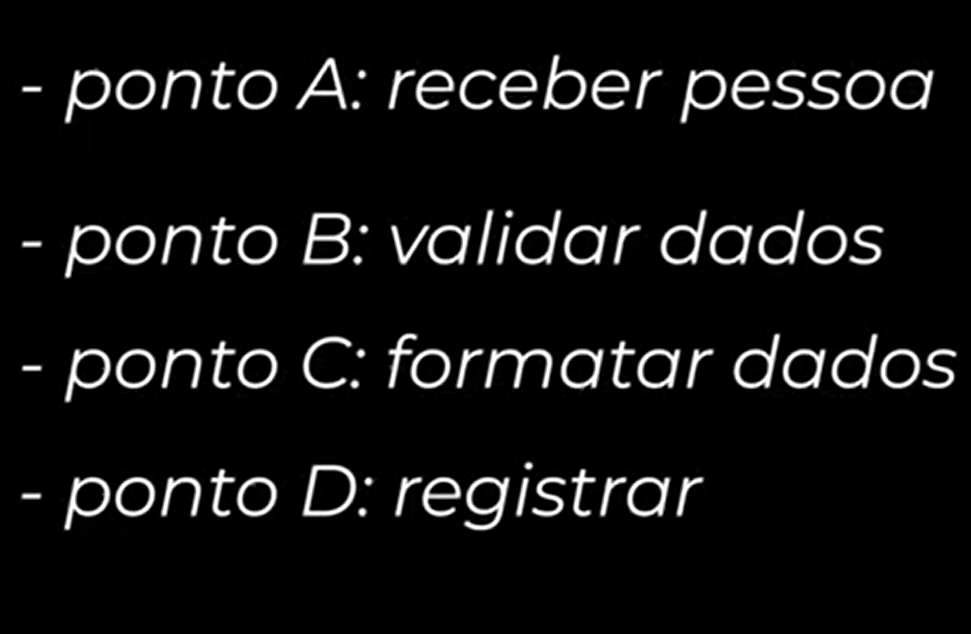 - ponto A: receber pessoa
- ponto B: validar dados
- ponto C: formatar dados
- ponto D: registrar